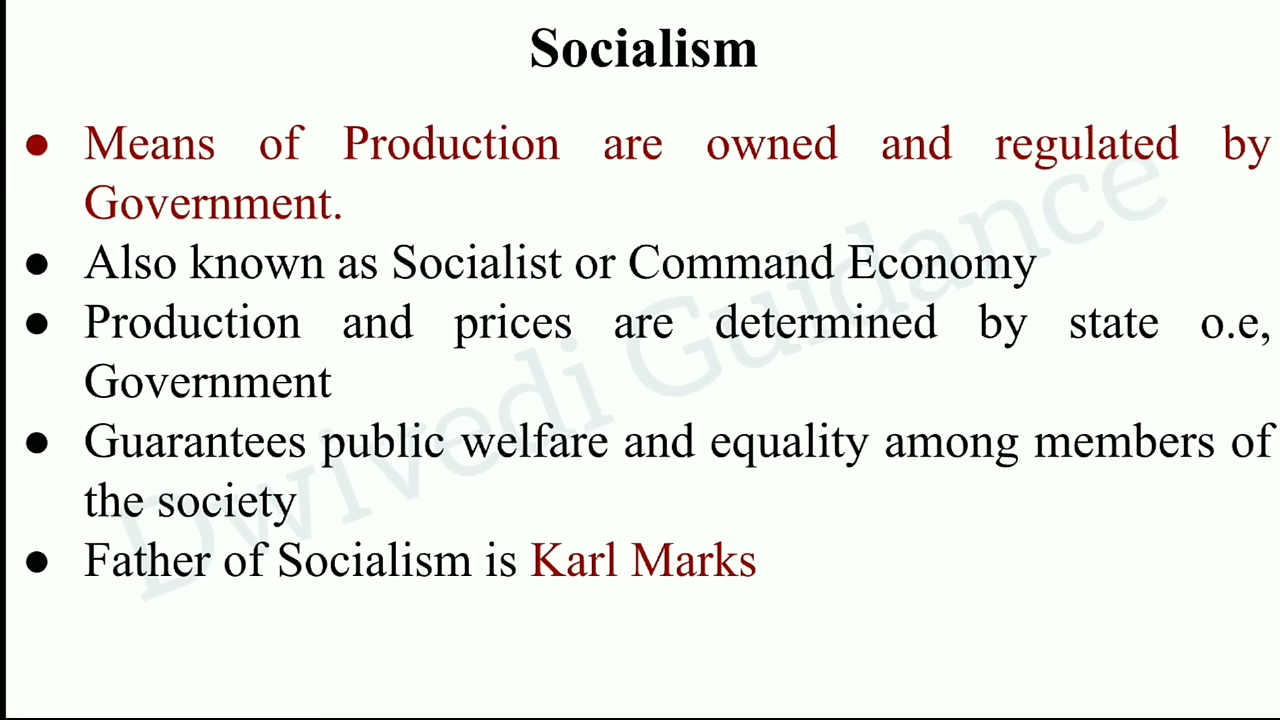 Socialism
● Means of Production are owned and regulated by
Government.
● Also known as Socialist or Command Economy
● Production and prices are determined by state o.e,
Government
● Guarantees public welfare and equality among members of
the society
● Father of Socialism is Karl Marks
Dwivedi Guidance